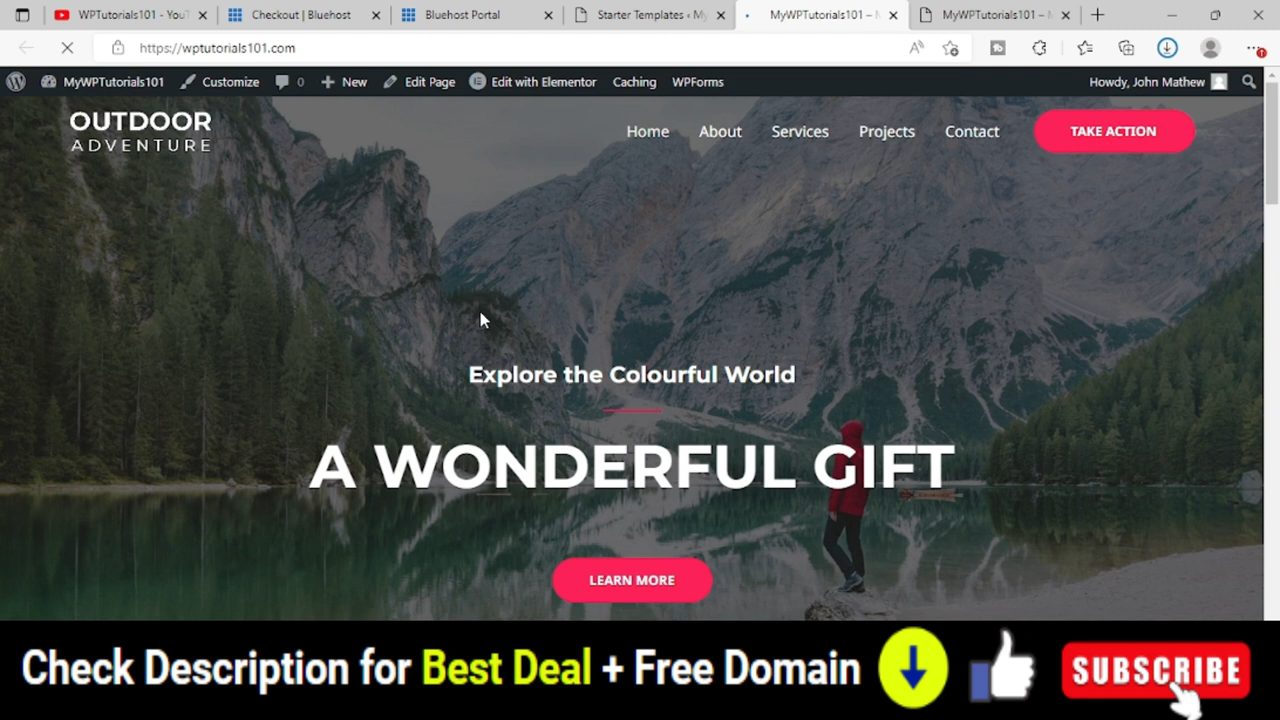 WPTutorials101 - YouT
Checkout | Bluehost
Bluehost Portal
Starter Templates ‹ My
MyWPTutorials101 –
MyWPTutorials101 –
https://wptutorials101.com
MyWPTutorials101
Customize
0
New
Edit Page
Edit with Elementor
Caching
WPForms
Howdy, John Mathew
OUTDOOR
ADVENTURE
Home
About
Services
Projects
Contact
TAKE ACTION
Explore the Colourful World
A WONDERFUL GIFT
LEARN MORE
Check Description for Best Deal + Free Domain
SUBSCRIBE